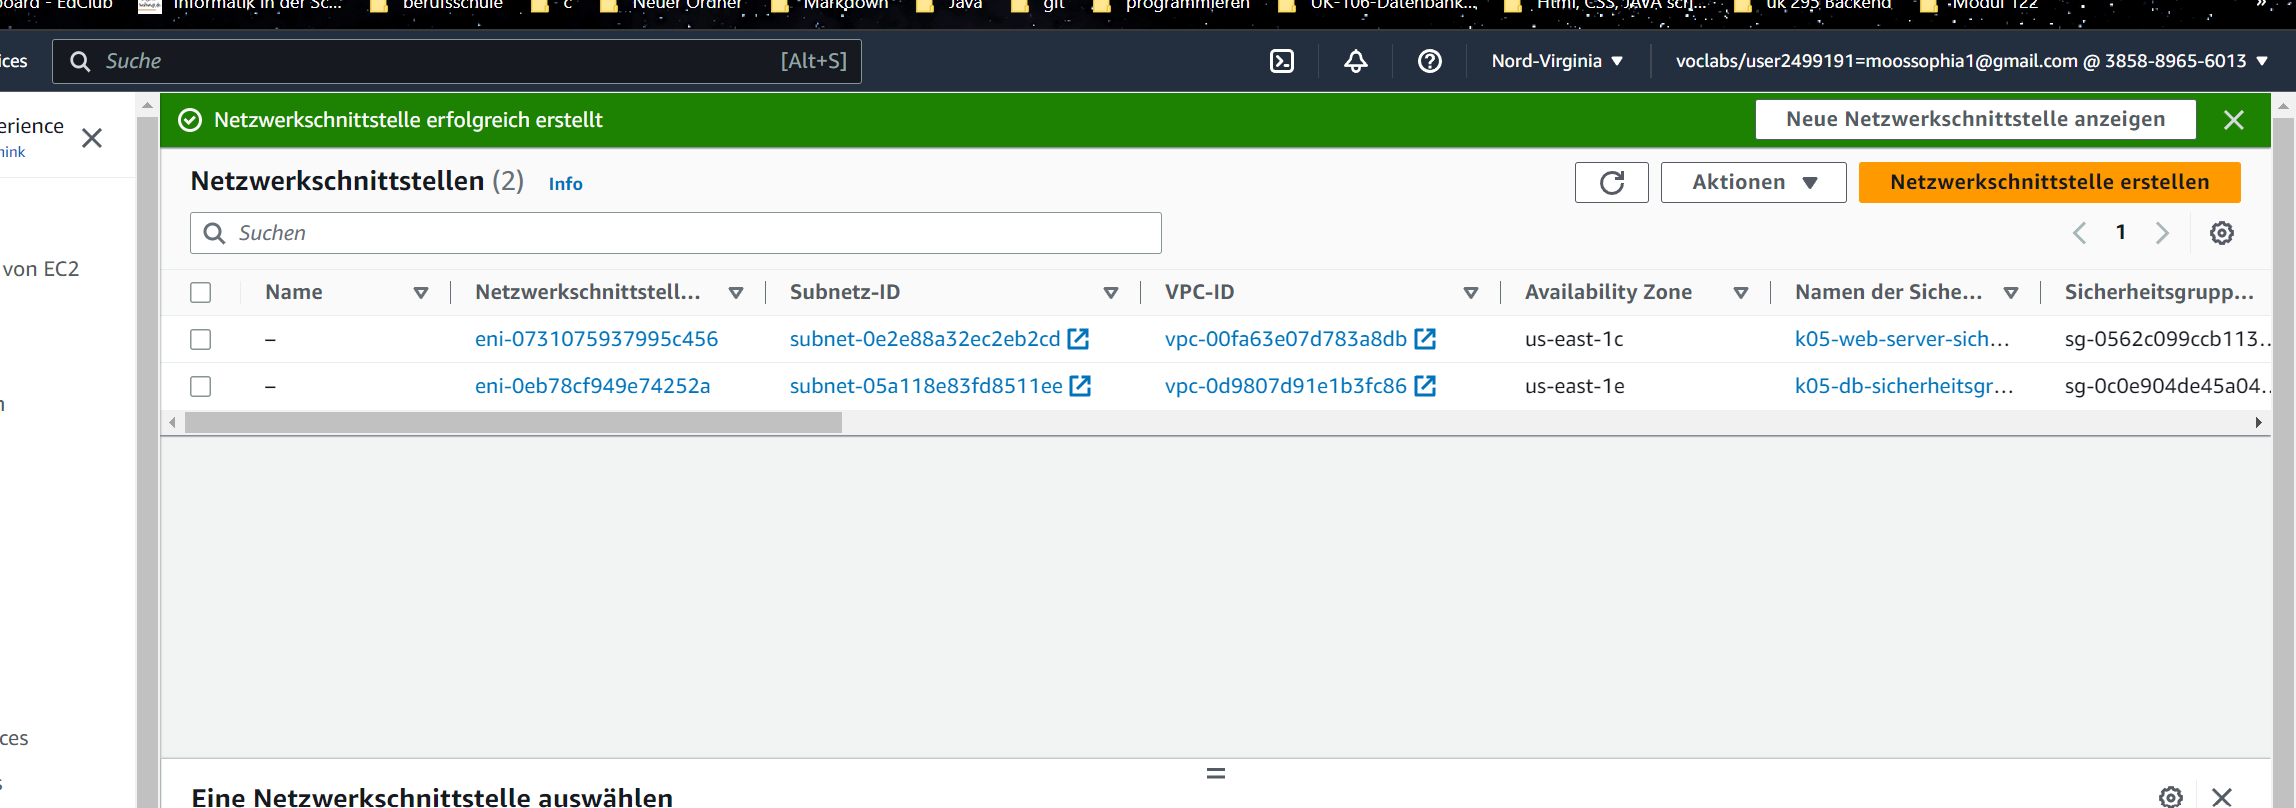 board - EdClub Informatik in der Sc... berufsschule c Neuer Ordner Markdown Java git programmieren UK-106-Datenbank... Html, CSS, JAVA scri... uk 295 Backend Modul 122 »
ices Suche [Alt+S] Nord-Virginia ▼ voclabs/user2499191=moossophia1@gmail.com @ 3858-8965-6013 ▼
erience
Netzwerkschnittstelle erfolgreich erstellt Neue Netzwerkschnittstelle anzeigen
hink
Netzwerkschnittstellen (2) Info Aktionen ▼ Netzwerkschnittstelle erstellen
Suchen 1
von EC2
Name Netzwerkschnittstell... Subnetz-ID VPC-ID Availability Zone Namen der Siche... Sicherheitsgrupp...
– eni-0731075937995c456 subnet-0e2e88a32ec2eb2cd vpc-00fa63e07d783a8db us-east-1c k05-web-server-sich... sg-0562c099ccb113...
– eni-0eb78cf949e74252a subnet-05a118e83fd8511ee vpc-0d9807d91e1b3fc86 us-east-1e k05-db-sicherheitsgr... sg-0c0e904de45a04...
n
ces
s
Eine Netzwerkschnittstelle auswählen